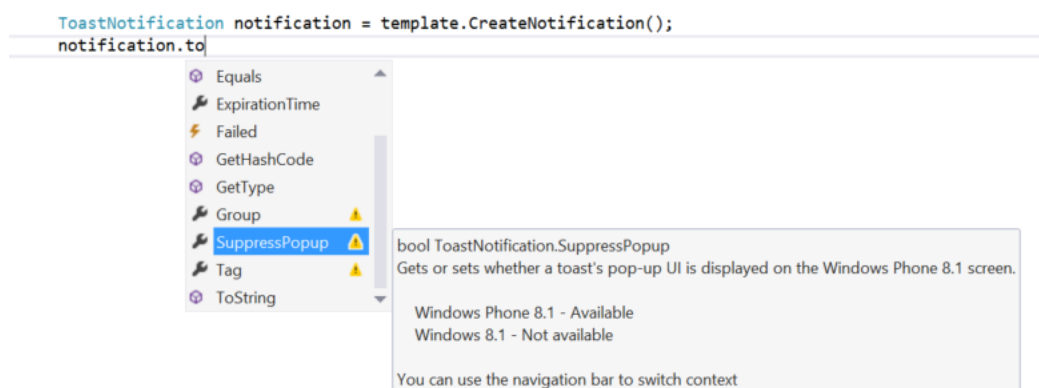 ToastNotification notification = template.CreateNotification();
notification.to
Equals
ExpirationTime
Failed
GetHashCode
GetType
Group
SuppressPopup
Tag
ToString
bool ToastNotification.SuppressPopup
Gets or sets whether a toast's pop-up UI is displayed on the Windows Phone 8.1 screen.
Windows Phone 8.1 - Available
Windows 8.1 - Not available
You can use the navigation bar to switch context